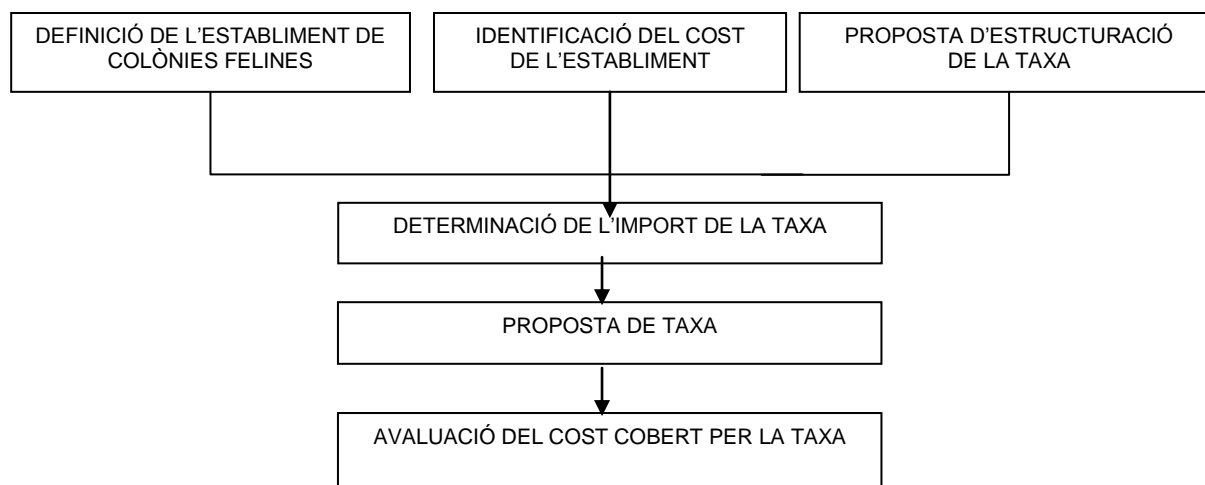 DEFINICIÓ DE L'ESTABLIMENT DE
COLÒNIES FELINES
IDENTIFICACIÓ DEL COST
DE L'ESTABLIMENT
PROPOSTA D'ESTRUCTURACIÓ
DE LA TAXA
DETERMINACIÓ DE L'IMPORT DE LA TAXA
PROPOSTA DE TAXA
AVALUACIÓ DEL COST COBERT PER LA TAXA